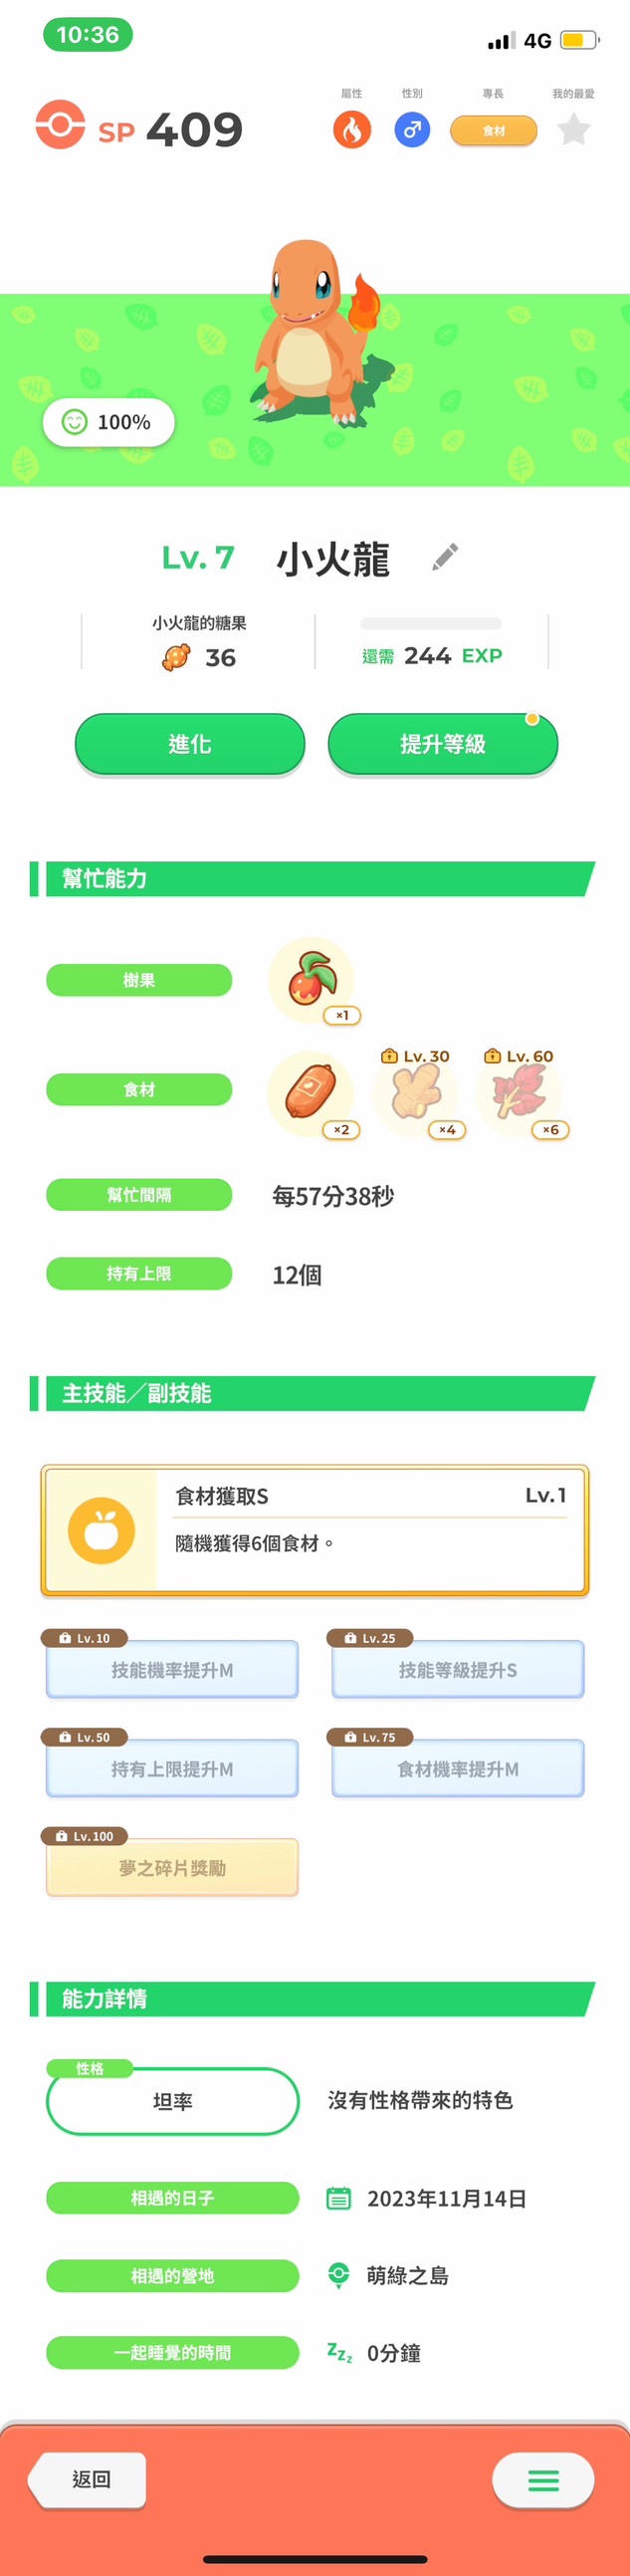 10:36
4G
屬性 性別 專長 我的最愛
SP 409
食材
100%
Lv. 7 小火龍
小火龍的糖果
36
還需 244 EXP
進化 提升等級
幫忙能力
樹果
×1
Lv. 30 Lv. 60
食材
×2 ×4 ×6
幫忙間隔 每57分38秒
持有上限 12個
主技能／副技能
食材獲取S Lv.1
隨機獲得6個食材。
Lv.10 Lv.25
技能機率提升M 技能等級提升S
Lv.50 Lv.75
持有上限提升M 食材機率提升M
Lv.100
夢之碎片獎勵
能力詳情
性格
坦率 沒有性格帶來的特色
相遇的日子 2023年11月14日
相遇的營地 萌綠之島
一起睡覺的時間 zzz 0分鐘
返回